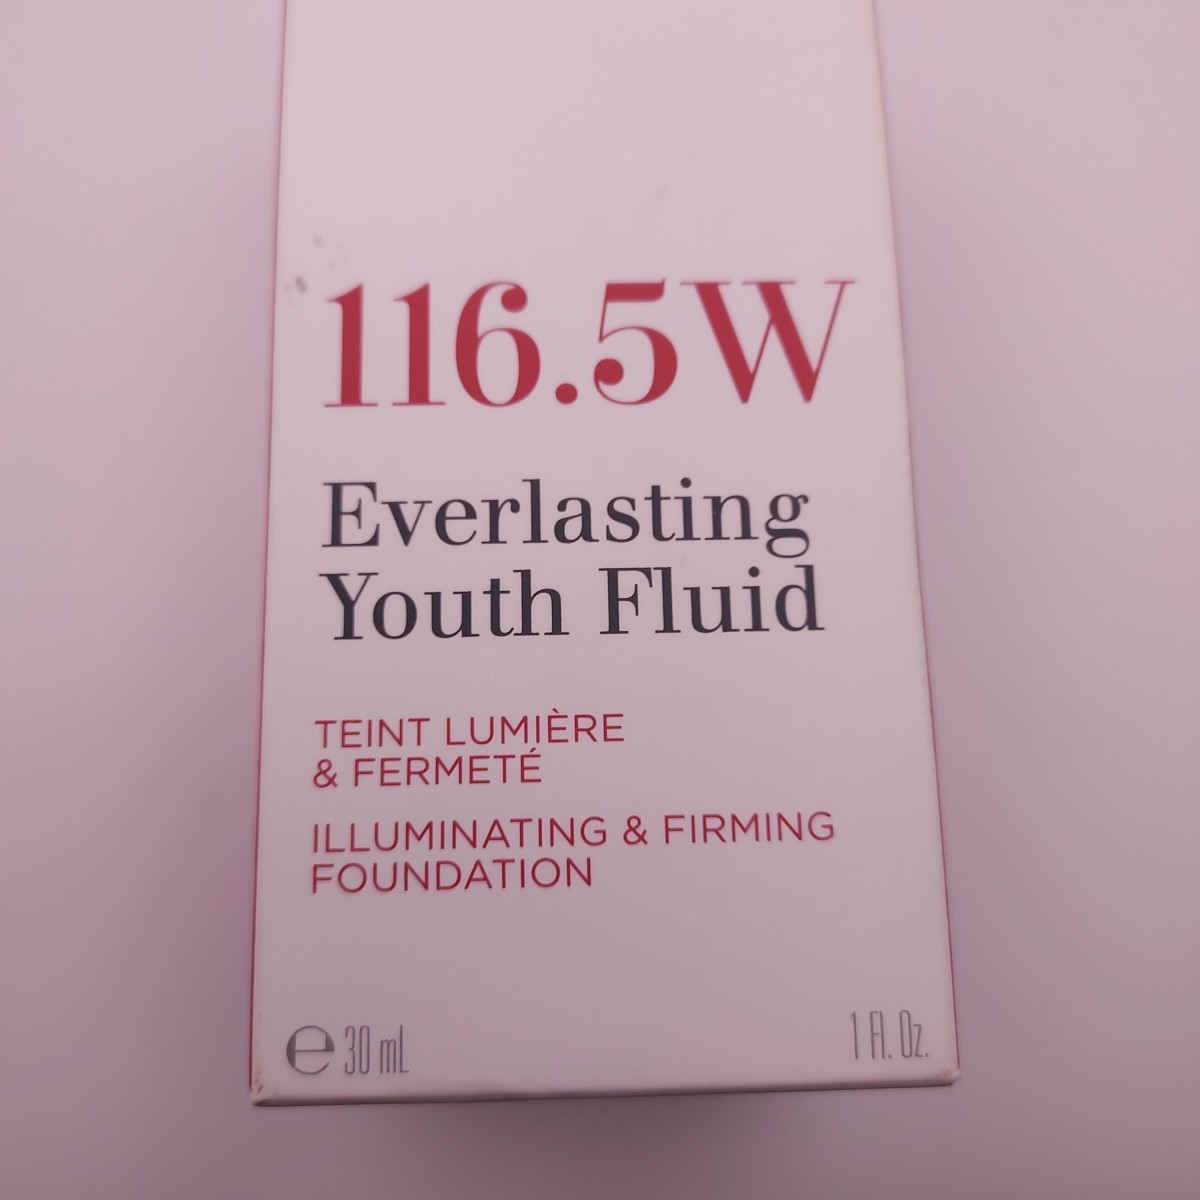 116.5W
Everlasting
Youth Fluid
TEINT LUMIÈRE
& FERMETÉ
ILLUMINATING & FIRMING
FOUNDATION
℮ 30 mL
1 Fl. Oz.